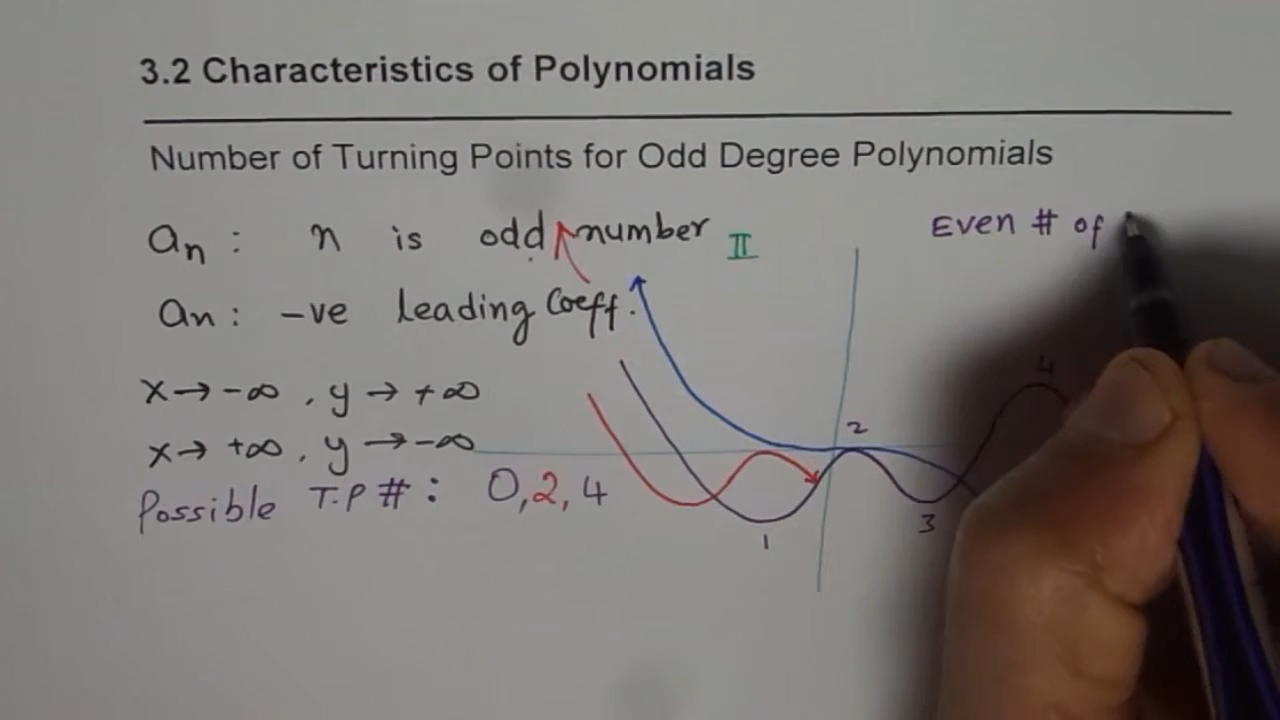 3.2 Characteristics of Polynomials
Number of Turning Points for Odd Degree Polynomials
an : n is odd number II
Even # of
an : -ve leading Coeff.
x → -∞ , y → +∞
x → +∞ , y → -∞
Possible T.P # : 0, 2, 4
1
2
3
4